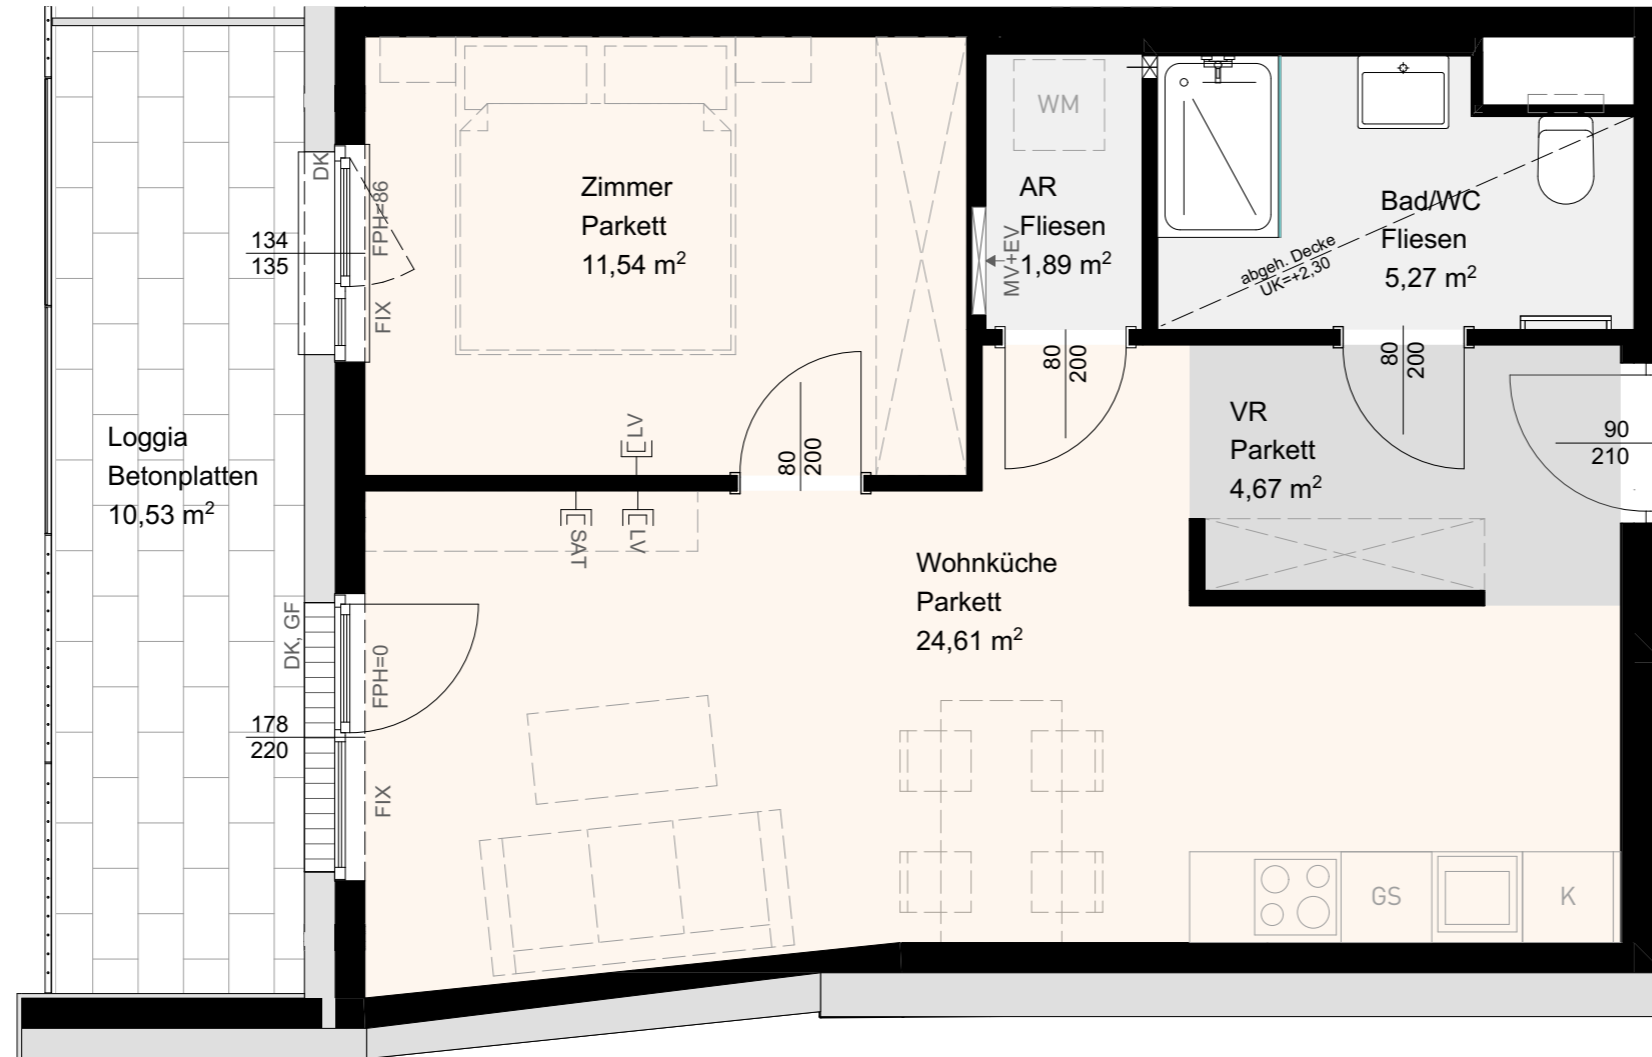 WM
DK
FPH=86
Zimmer
Parkett
11,54 m²
AR
Fliesen
1,89 m²
MV+EV
Bad/WC
Fliesen
5,27 m²
abgeh. Decke
UK=+2,30
134
135
FIX
80
200
80
200
Loggia
Betonplatten
10,53 m²
LV
80
200
VR
Parkett
4,67 m²
90
210
SAT
LV
Wohnküche
Parkett
24,61 m²
DK, GF
FPH=0
178
220
FIX
GS
K